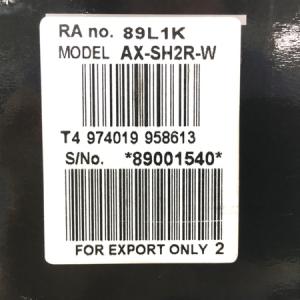 RA no. 89L1K
MODEL AX-SH2R-W
T4 974019 958613
S/No. *89001540*
FOR EXPORT ONLY 2